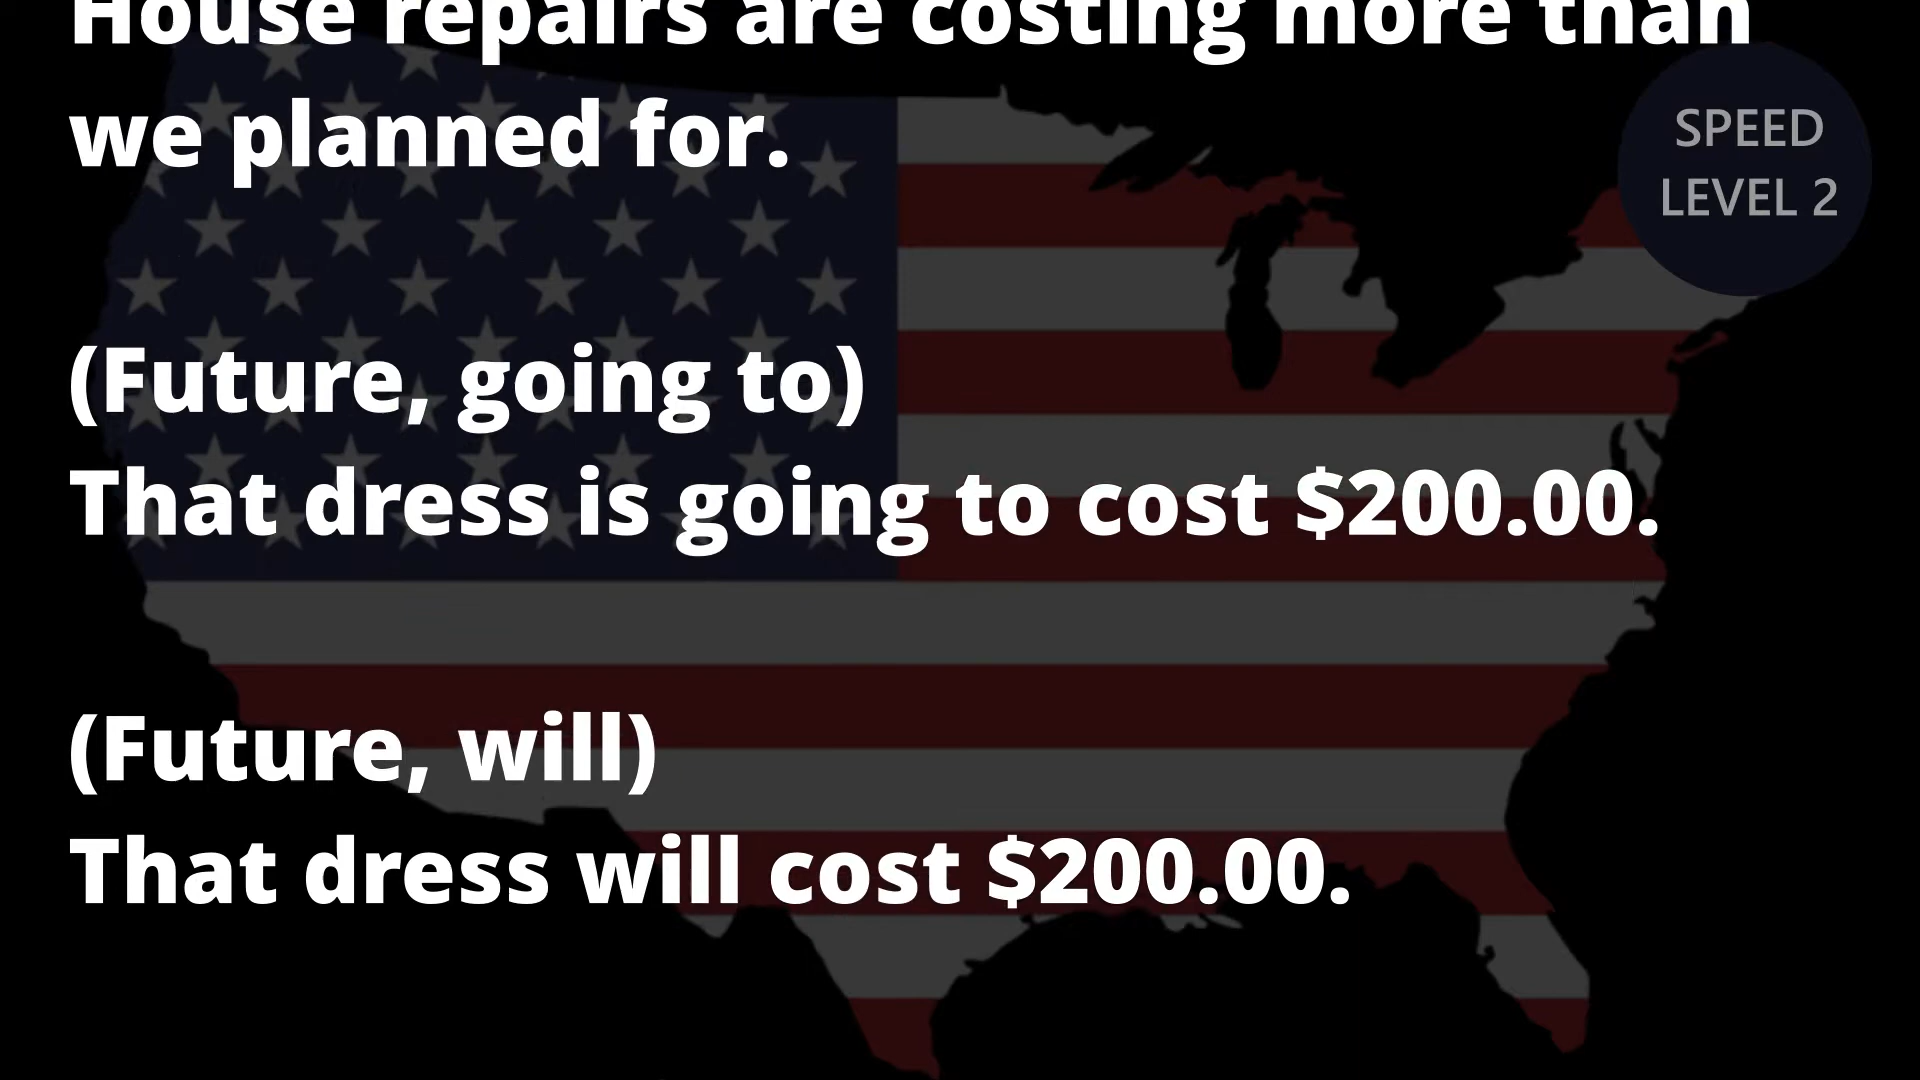 House repairs are costing more than
we planned for.
SPEED
LEVEL 2
(Future, going to)
That dress is going to cost $200.00.
(Future, will)
That dress will cost $200.00.